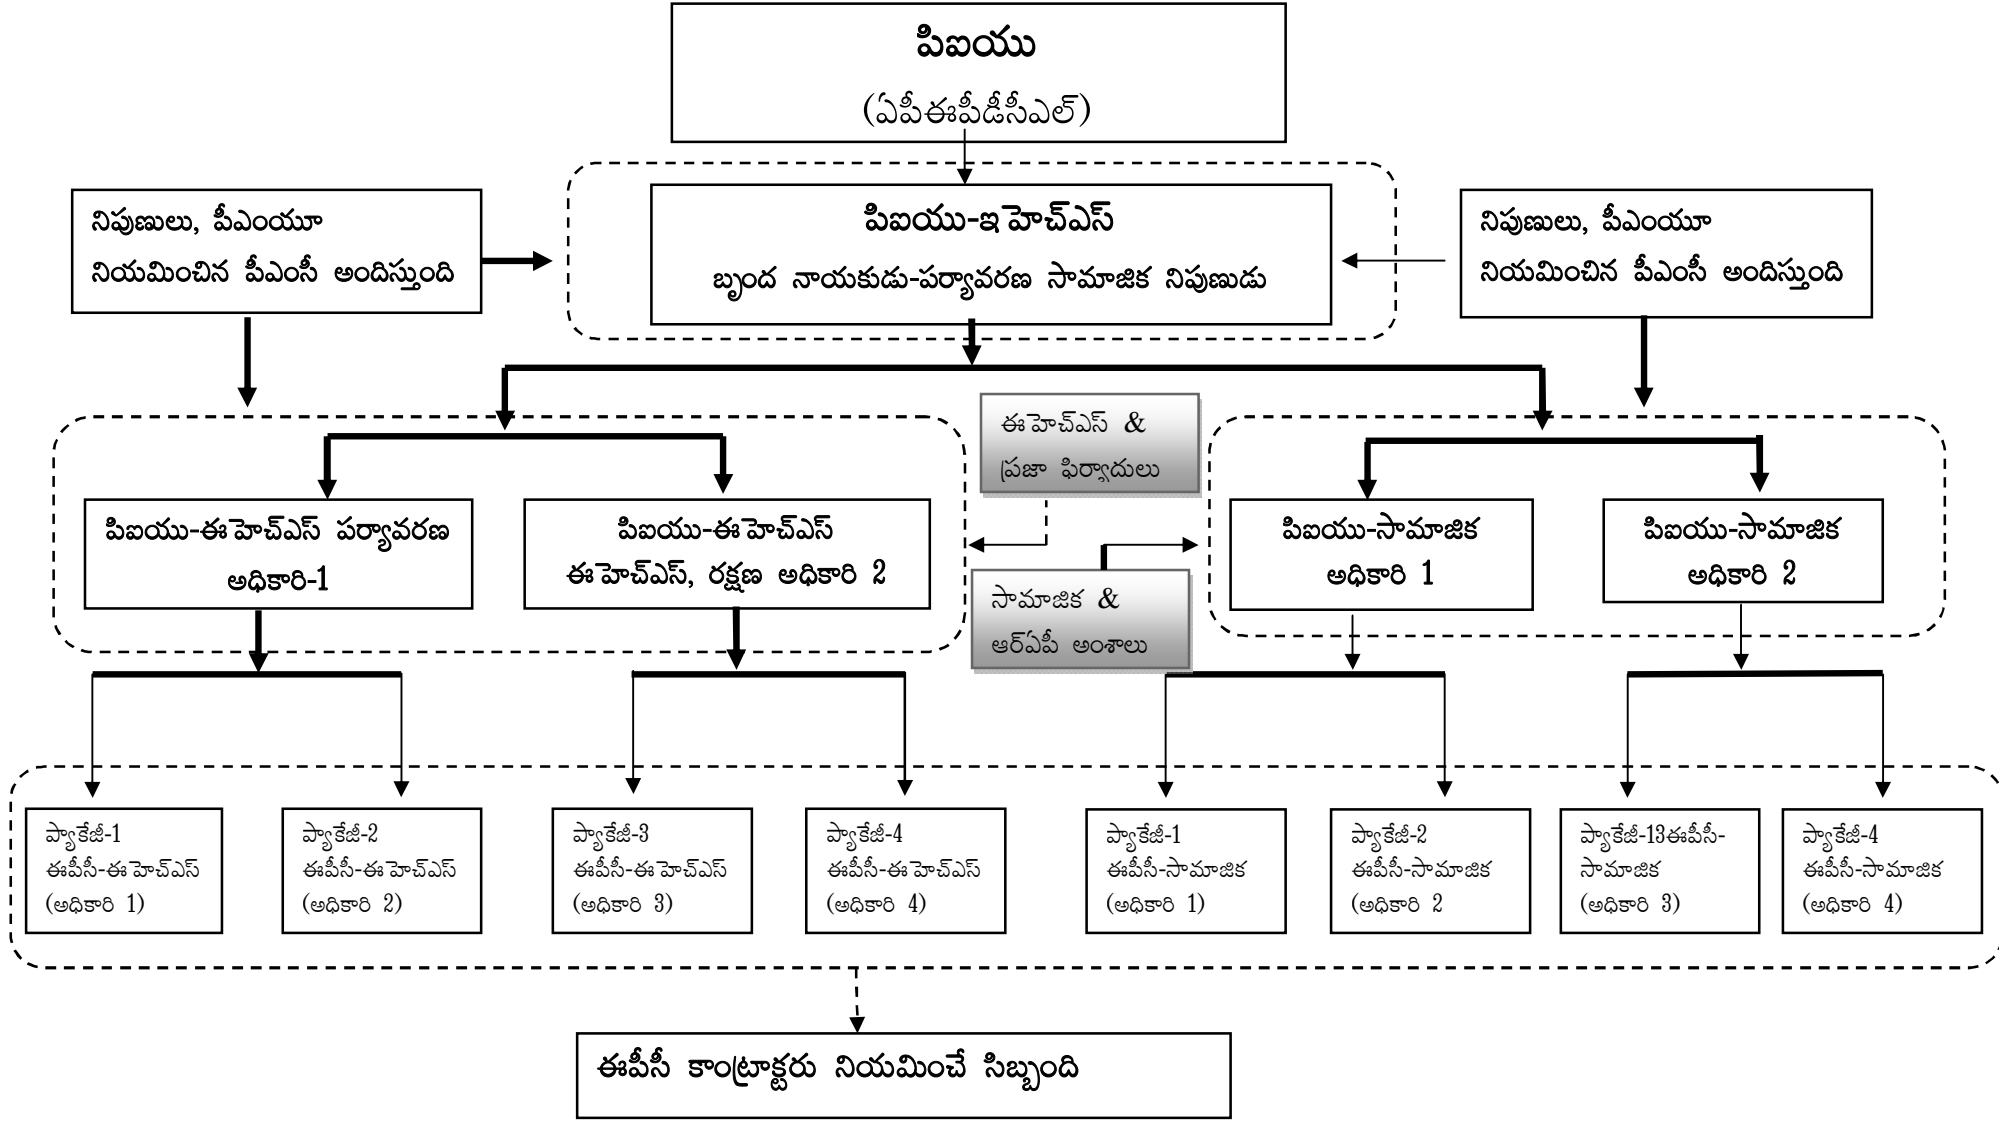 పిఐయు
(ఏపీఈపీడీసీఎల్)
నిపుణులు, పీఎంయూ
నియమించిన పీఎంసీ అందిస్తుంది
పిఐయు-ఇహెచ్ఎస్
బృంద నాయకుడు-పర్యావరణ సామాజిక నిపుణుడు
నిపుణులు, పీఎంయూ
నియమించిన పీఎంసీ అందిస్తుంది
ఈహెచ్ఎస్ &
ప్రజా ఫిర్యాదులు
పిఐయు-ఈహెచ్ఎస్ పర్యావరణ
అధికారి-1
పిఐయు-ఈహెచ్ఎస్
ఈహెచ్ఎస్, రక్షణ అధికారి 2
పిఐయు-సామాజిక
అధికారి 1
పిఐయు-సామాజిక
అధికారి 2
సామాజిక &
ఆర్ఏపీ అంశాలు
ప్యాకేజీ-1
ఈపీసీ-ఈహెచ్ఎస్
(అధికారి 1)
ప్యాకేజీ-2
ఈపీసీ-ఈహెచ్ఎస్
(అధికారి 2)
ప్యాకేజీ-3
ఈపీసీ-ఈహెచ్ఎస్
(అధికారి 3)
ప్యాకేజీ-4
ఈపీసీ-ఈహెచ్ఎస్
(అధికారి 4)
ప్యాకేజీ-1
ఈపీసీ-సామాజిక
(అధికారి 1)
ప్యాకేజీ-2
ఈపీసీ-సామాజిక
(అధికారి 2
ప్యాకేజీ-13ఈపీసీ-
సామాజిక
(అధికారి 3)
ప్యాకేజీ-4
ఈపీసీ-సామాజిక
(అధికారి 4)
ఈపీసీ కాంట్రాక్టరు నియమించే సిబ్బంది